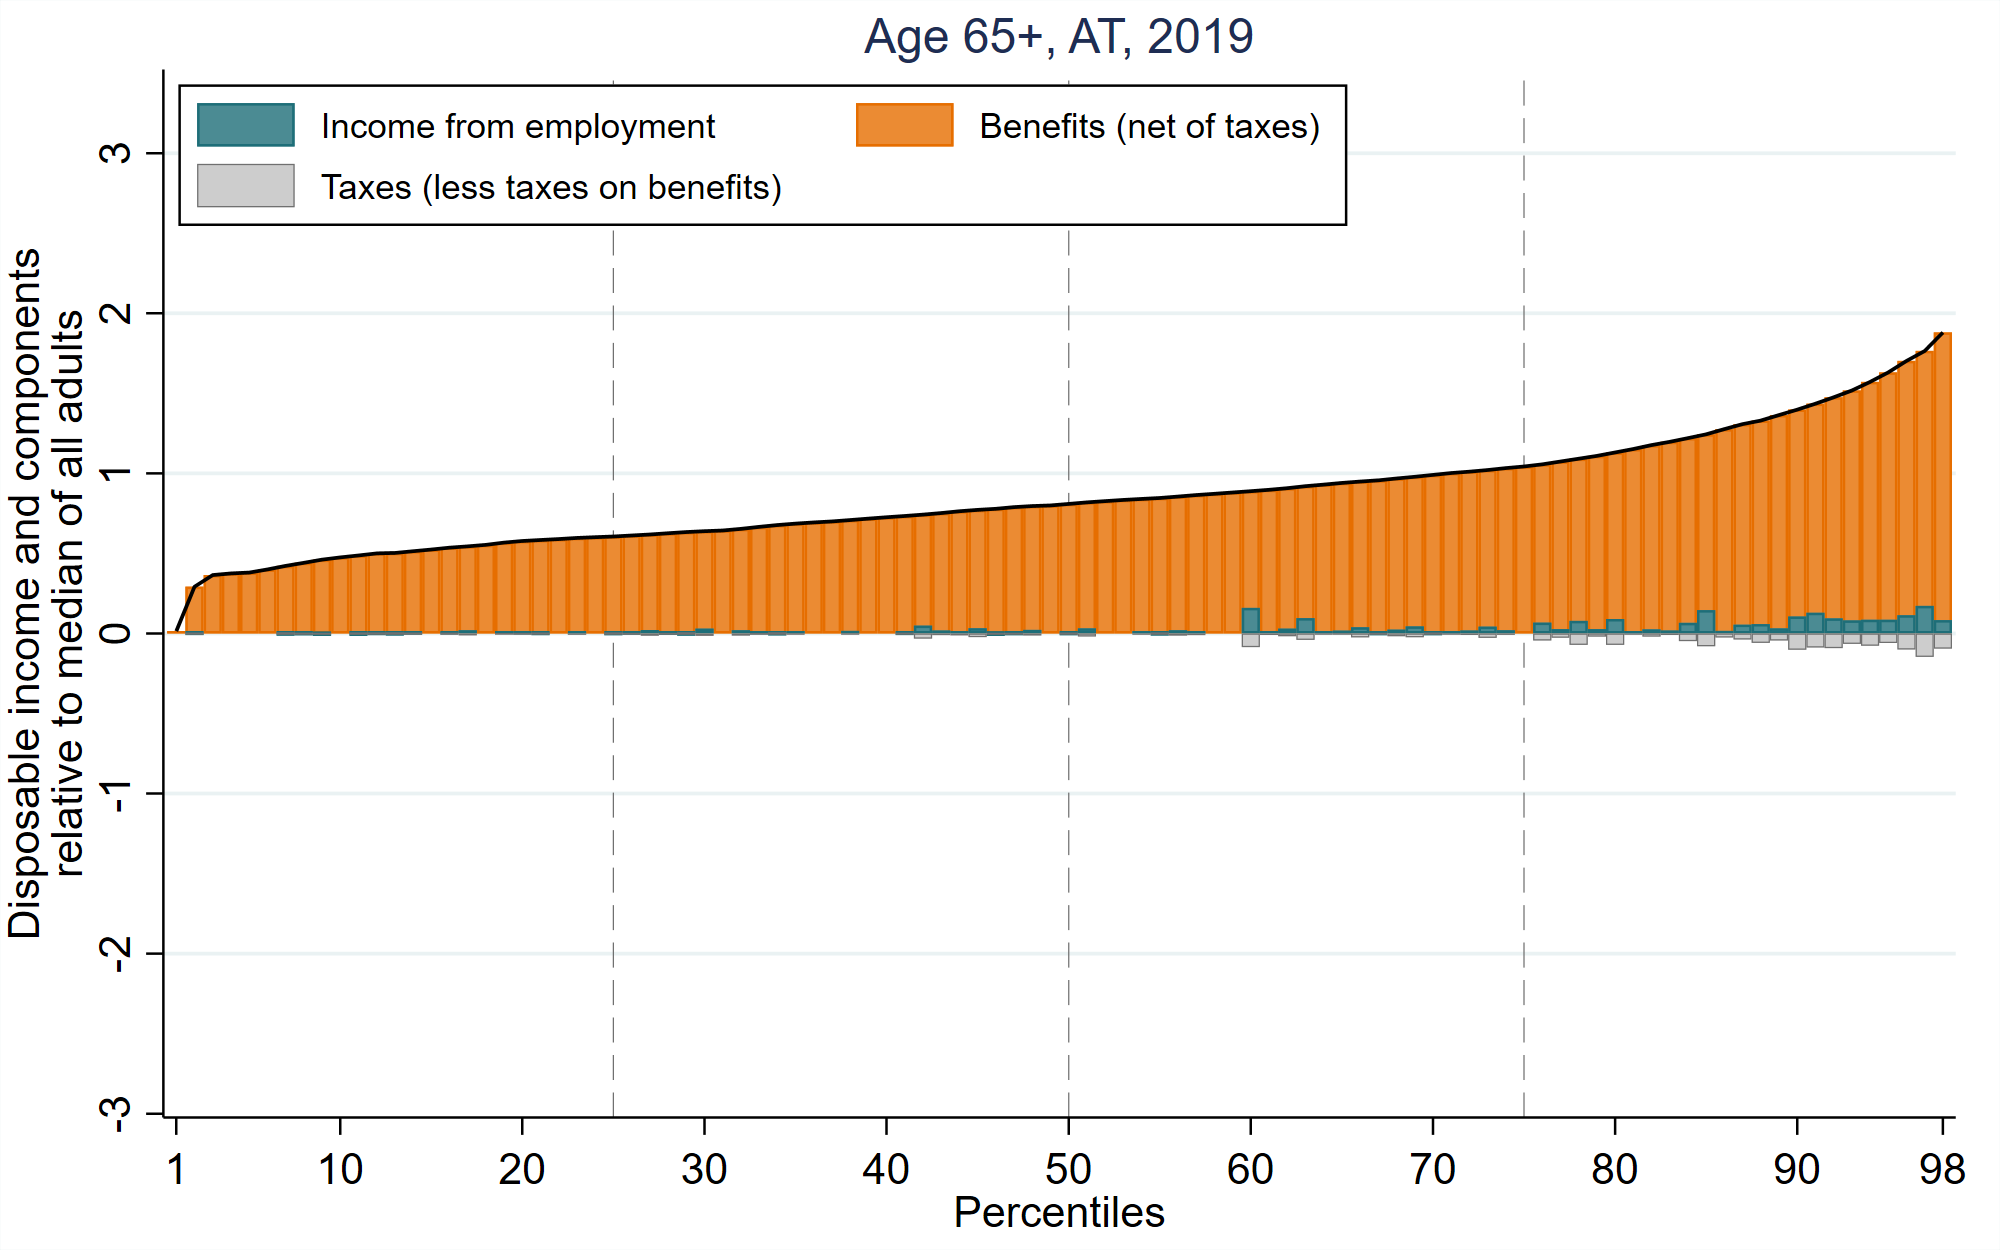 Age 65+, AT, 2019
Income from employment
Benefits (net of taxes)
Taxes (less taxes on benefits)
Disposable income and components
relative to median of all adults
3
2
1
0
-1
-2
-3
1 10 20 30 40 50 60 70 80 90 98
Percentiles